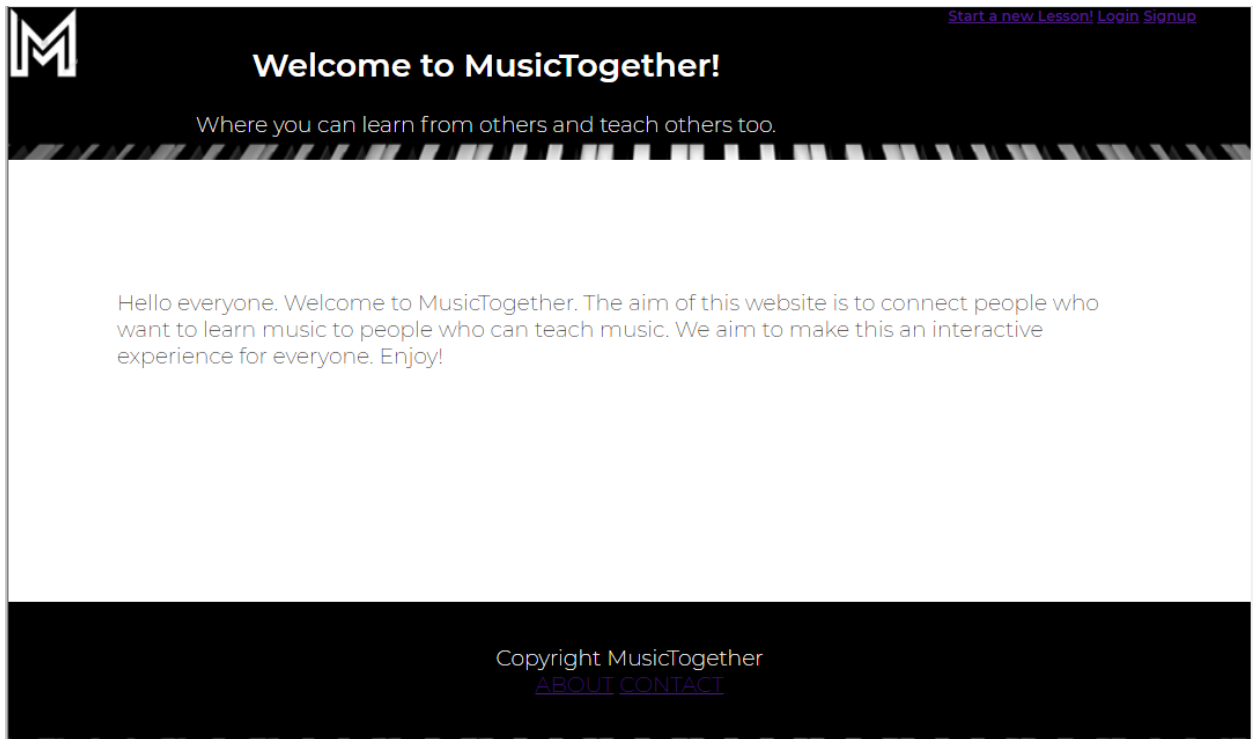 M
Start a new Lesson! Login Signup
Welcome to MusicTogether!
Where you can learn from others and teach others too.
Hello everyone. Welcome to MusicTogether. The aim of this website is to connect people who
want to learn music to people who can teach music. We aim to make this an interactive
experience for everyone. Enjoy!
Copyright MusicTogether
ABOUT CONTACT